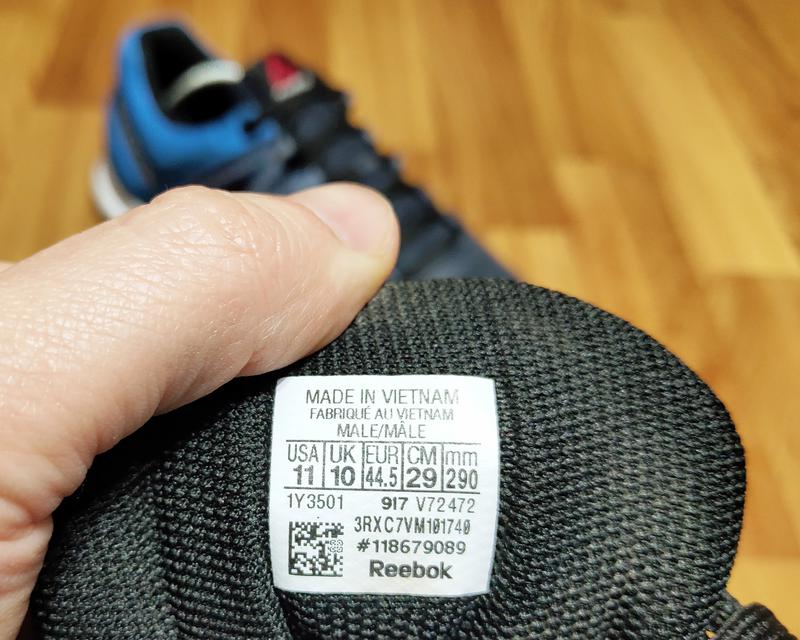 MADE IN VIETNAM
FABRIQUÉ AU VIETNAM
MALE/MÂLE
USA UK EUR CM mm
11 10 44.5 29 290
1Y3501 917 V72472
3RXC7VM101740
#118679089
Reebok